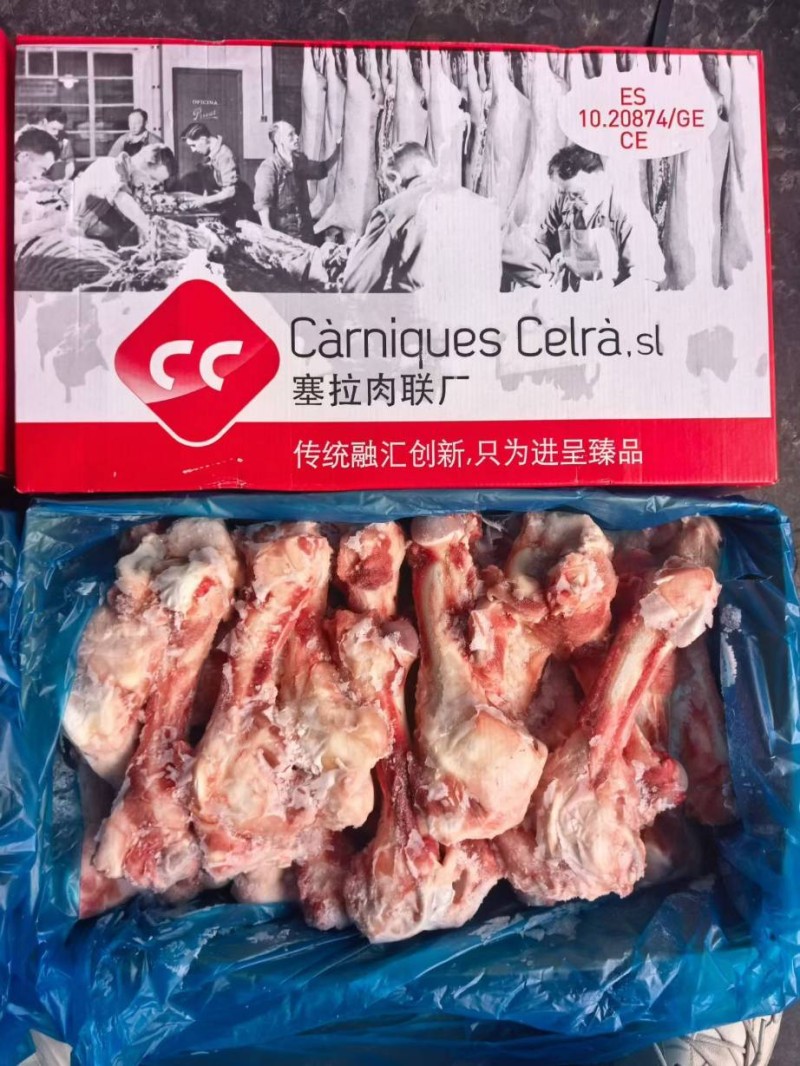 OFICINA
ES
10.20874/GE
CE
CC
Càrniques Celrà,sl
塞拉肉联厂
传统融汇创新,只为进呈臻品